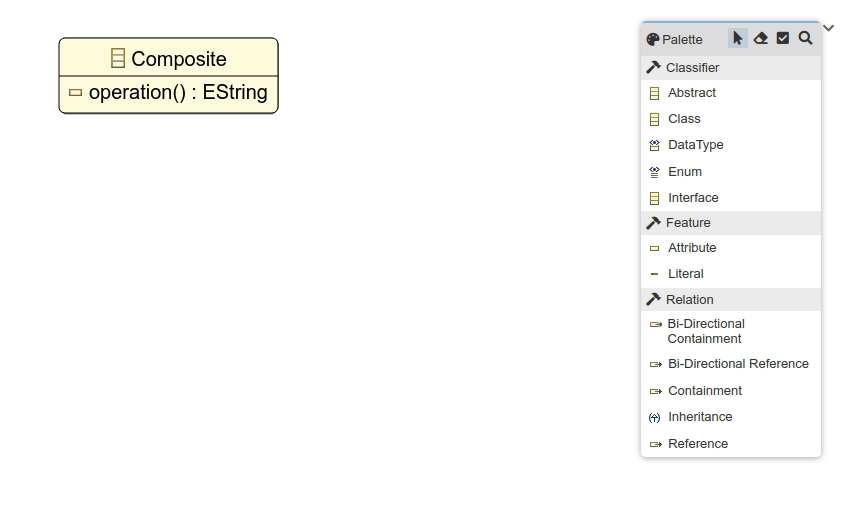 Composite
operation() : EString
Palette
Classifier
Abstract
Class
DataType
Enum
Interface
Feature
Attribute
Literal
Relation
Bi-Directional
Containment
Bi-Directional Reference
Containment
Inheritance
Reference